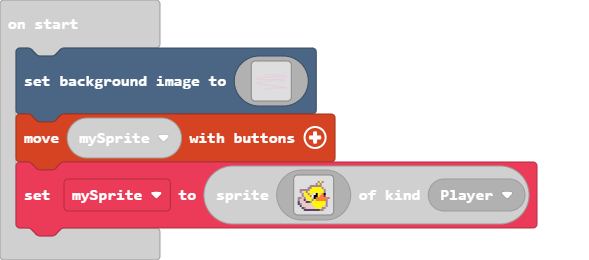 on start
set background image to
move mySprite with buttons
set mySprite to sprite of kind Player